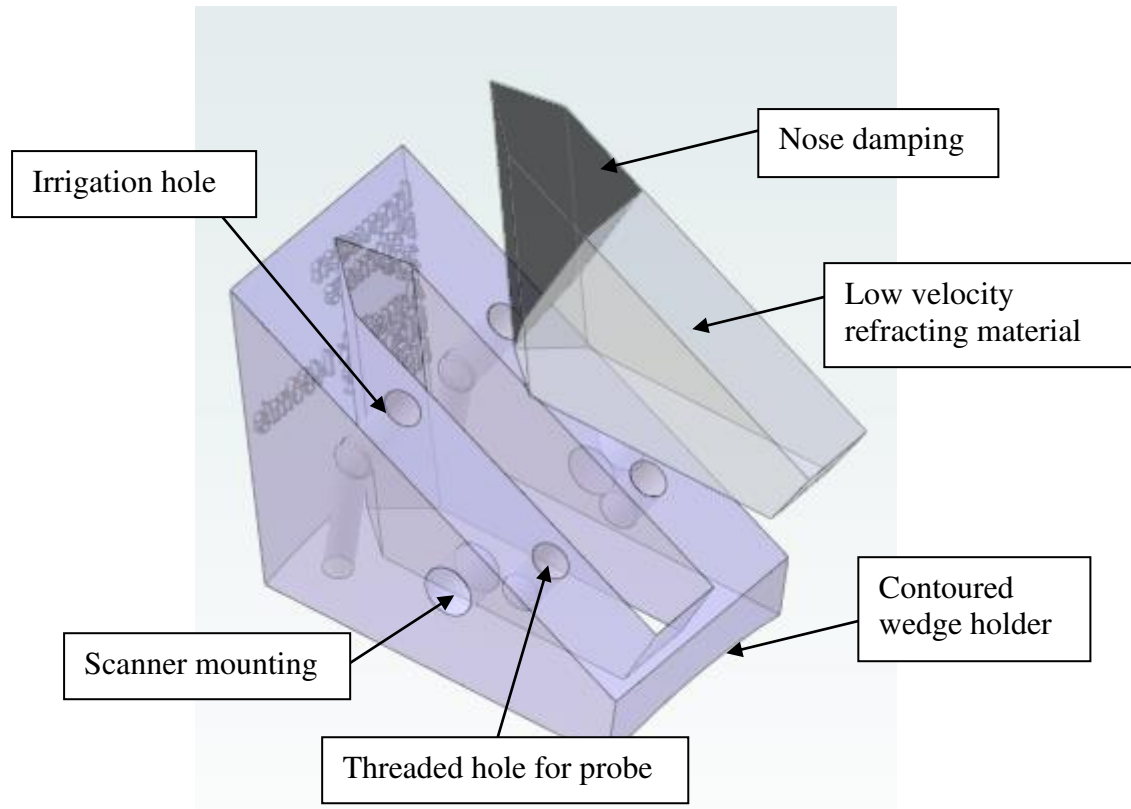 Nose damping
Irrigation hole
Low velocity
refracting material
Contoured
wedge holder
Scanner mounting
Threaded hole for probe